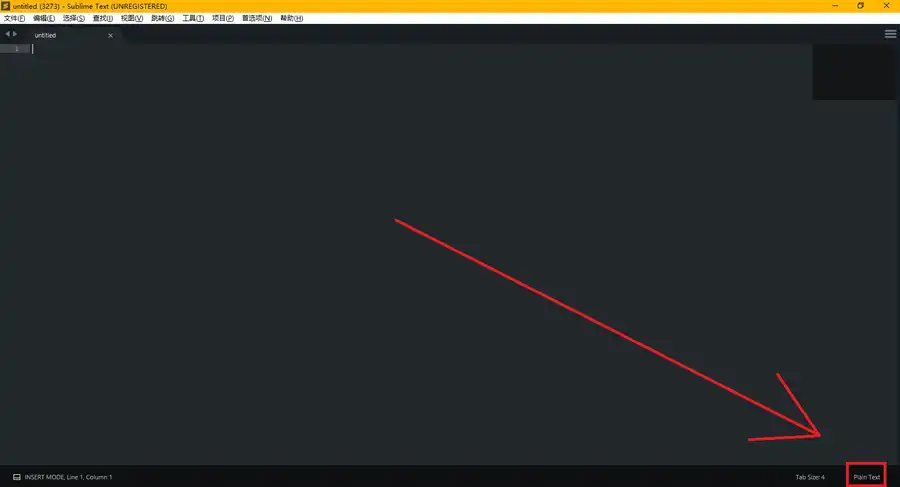 untitled (3273) - Sublime Text (UNREGISTERED)
文件(F) 编辑(E) 选择(S) 查找(I) 视图(V) 跳转(G) 工具(T) 项目(P) 首选项(N) 帮助(H)
untitled
1
INSERT MODE, Line 1, Column 1 Tab Size: 4 Plain Text